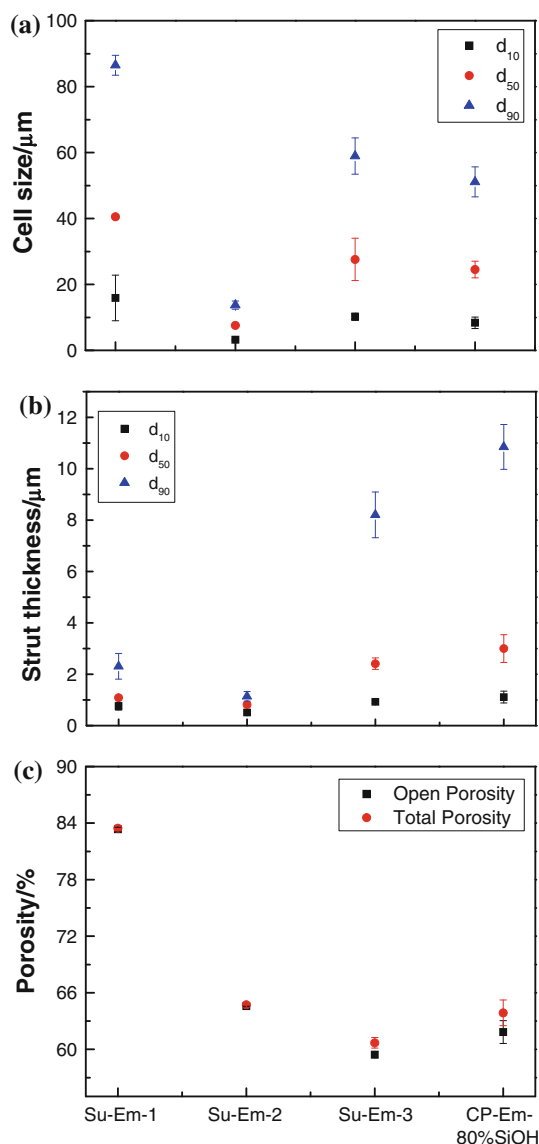 (a)
100
80
60
40
20
0
Cell size/μm
d10
d50
d90
(b)
12
10
8
6
4
2
0
Strut thickness/μm
d10
d50
d90
(c)
90
84
78
72
66
60
Porosity/%
Open Porosity
Total Porosity
Su-Em-1 Su-Em-2 Su-Em-3 CP-Em-
80%SiOH